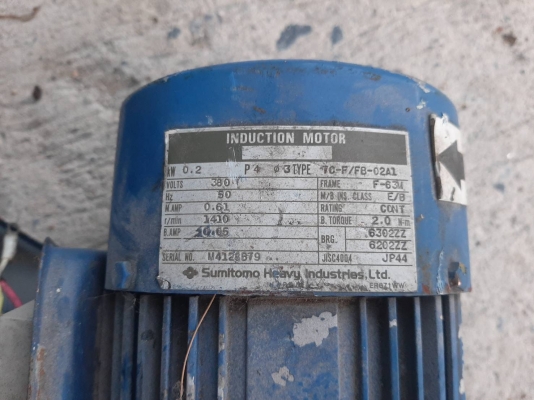 INDUCTION MOTOR
kW 0.2 P 4 φ 3 TYPE TC-F/FB-02A1
VOLTS 380 FRAME F-63M
Hz 50 M/B INS. CLASS E/B
M.AMP 0.61 RATING CONT
r/min 1410 B. TORQUE 2.0 N-m
B.AMP BRG. 6302ZZ
6202ZZ
SERIAL NO. JISC4004 JP44
Sumitomo Heavy Industries, Ltd.